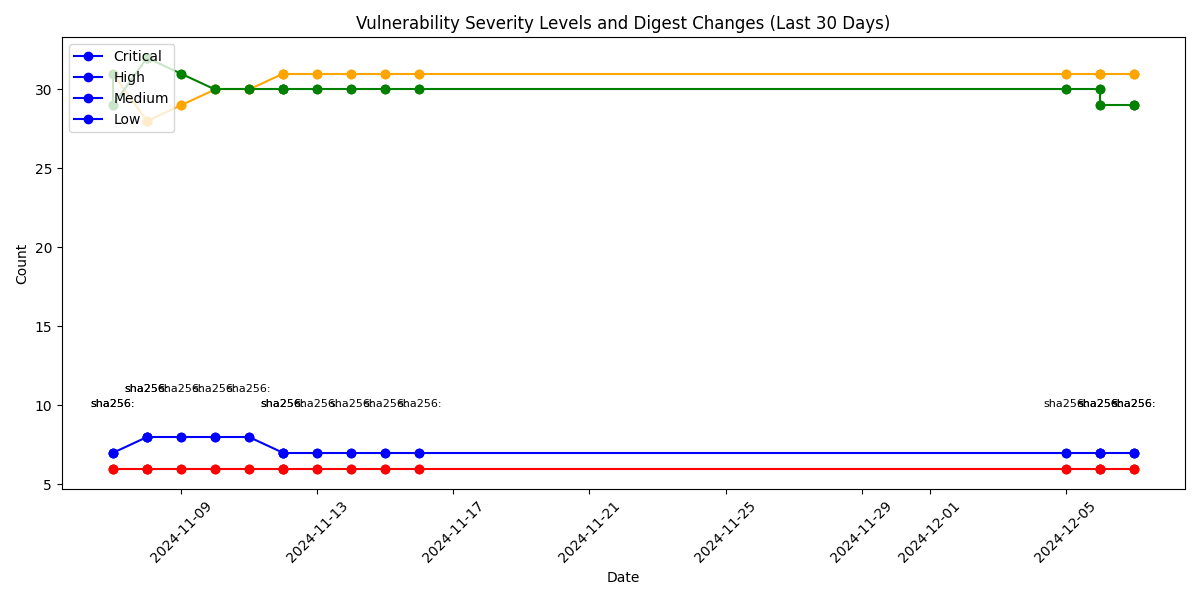 Vulnerability Severity Levels and Digest Changes (Last 30 Days)
Critical
High
Medium
Low
30
25
20
15
10
5
Count
sha256: sha256: sha256: sha256:
sha256: sha256: sha256: sha256: sha256: sha256: sha256: sha256: sha256:
2024-11-09
2024-11-13
2024-11-17
2024-11-21
2024-11-25
2024-11-29
2024-12-01
2024-12-05
Date